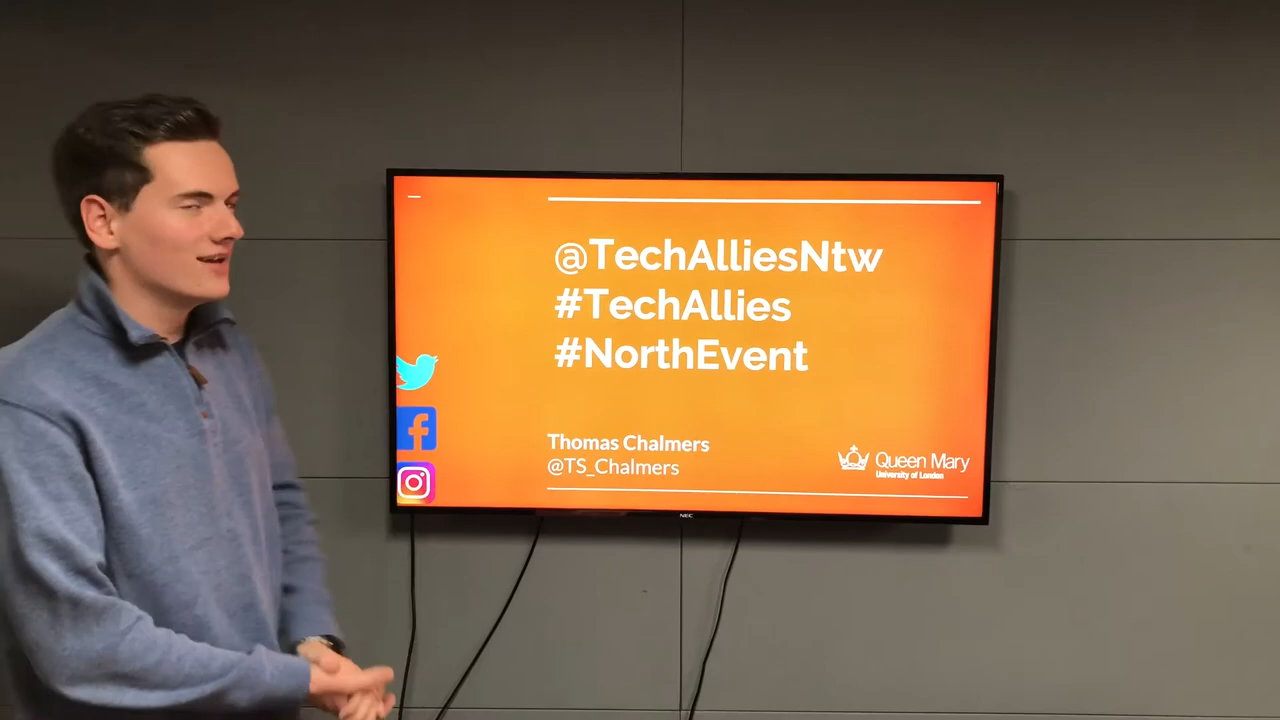 @TechAlliesNtw
#TechAllies
#NorthEvent
Thomas Chalmers
@TS_Chalmers
Queen Mary
University of London
NEC